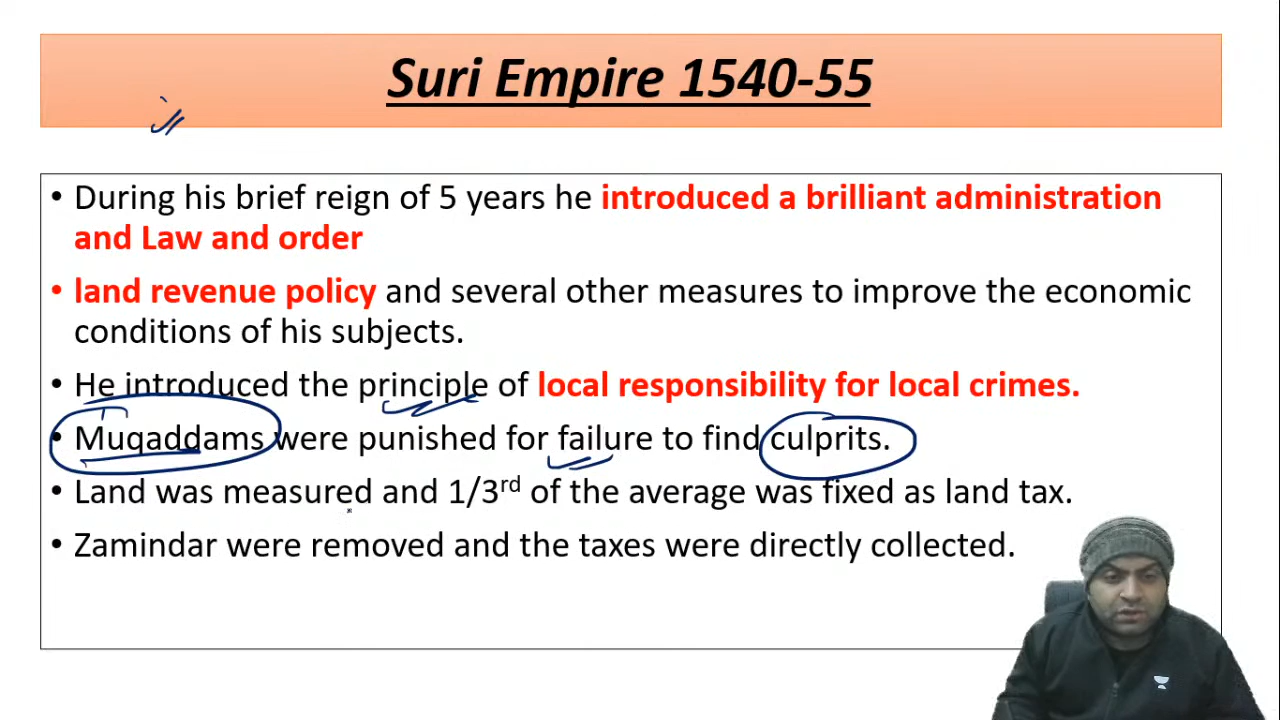 Suri Empire 1540-55
• During his brief reign of 5 years he introduced a brilliant administration
and Law and order
• land revenue policy and several other measures to improve the economic
conditions of his subjects.
• He introduced the principle of local responsibility for local crimes.
• Muqaddams were punished for failure to find culprits.
• Land was measured and 1/3rd of the average was fixed as land tax.
• Zamindar were removed and the taxes were directly collected.